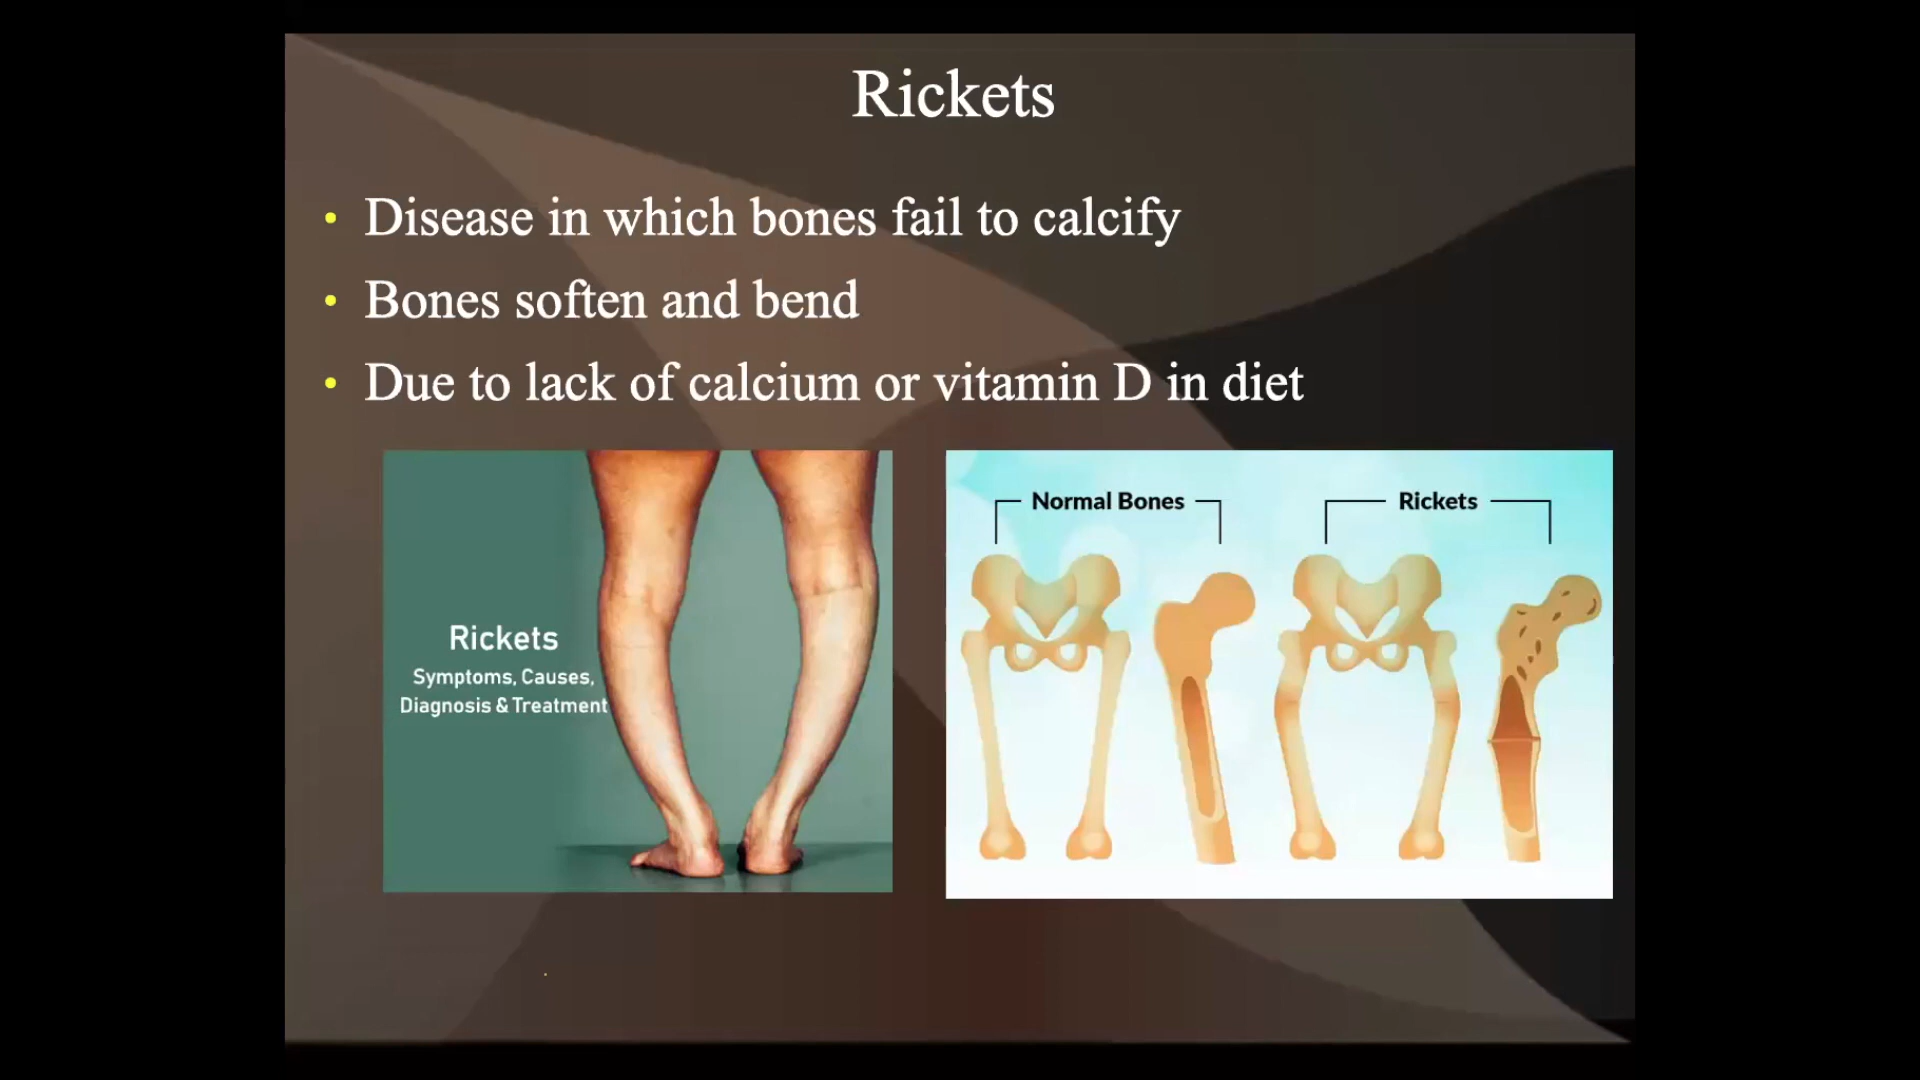 Rickets
• Disease in which bones fail to calcify
• Bones soften and bend
• Due to lack of calcium or vitamin D in diet
Rickets
Symptoms, Causes,
Diagnosis & Treatment
Normal Bones
Rickets